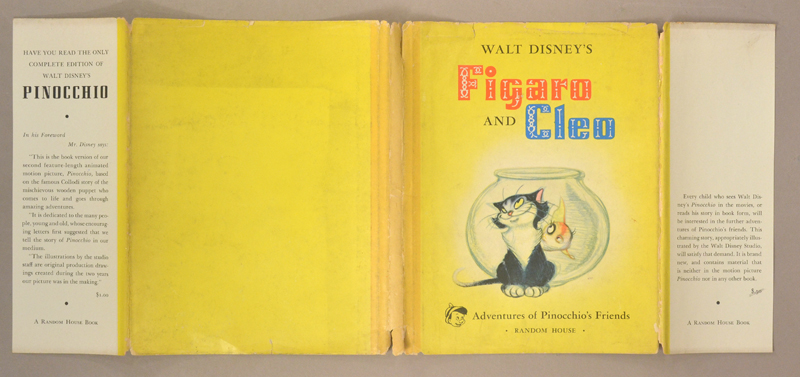 HAVE YOU READ THE ONLY
COMPLETE EDITION OF
WALT DISNEY'S
PINOCCHIO
In his Foreword
Mr. Disney says:
"This is the book version of our
second feature-length animated
motion picture, Pinocchio, based
on the famous Collodi story of the
mischievous wooden puppet who
comes to life and goes through
amazing adventures.
"It is dedicated to the many peo-
ple, young and old, whose encourag-
ing letters first suggested that we
tell the story of Pinocchio in our
medium.
"The illustrations by the studio
staff are original production draw-
ings created during the two years
our picture was in the making."
$1.00
A RANDOM HOUSE BOOK
WALT DISNEY'S
Figaro
AND Cleo
Adventures of Pinocchio's Friends
· RANDOM HOUSE ·
Every child who sees Walt Dis-
ney's Pinocchio in the movies, or
reads his story in book form, will
be interested in the further adven-
tures of Pinocchio's friends. This
charming story, appropriately illus-
trated by the Walt Disney Studio,
will satisfy that demand. It is brand
new, and contains material that
is neither in the motion picture
Pinocchio nor in any other book.
A RANDOM HOUSE BOOK